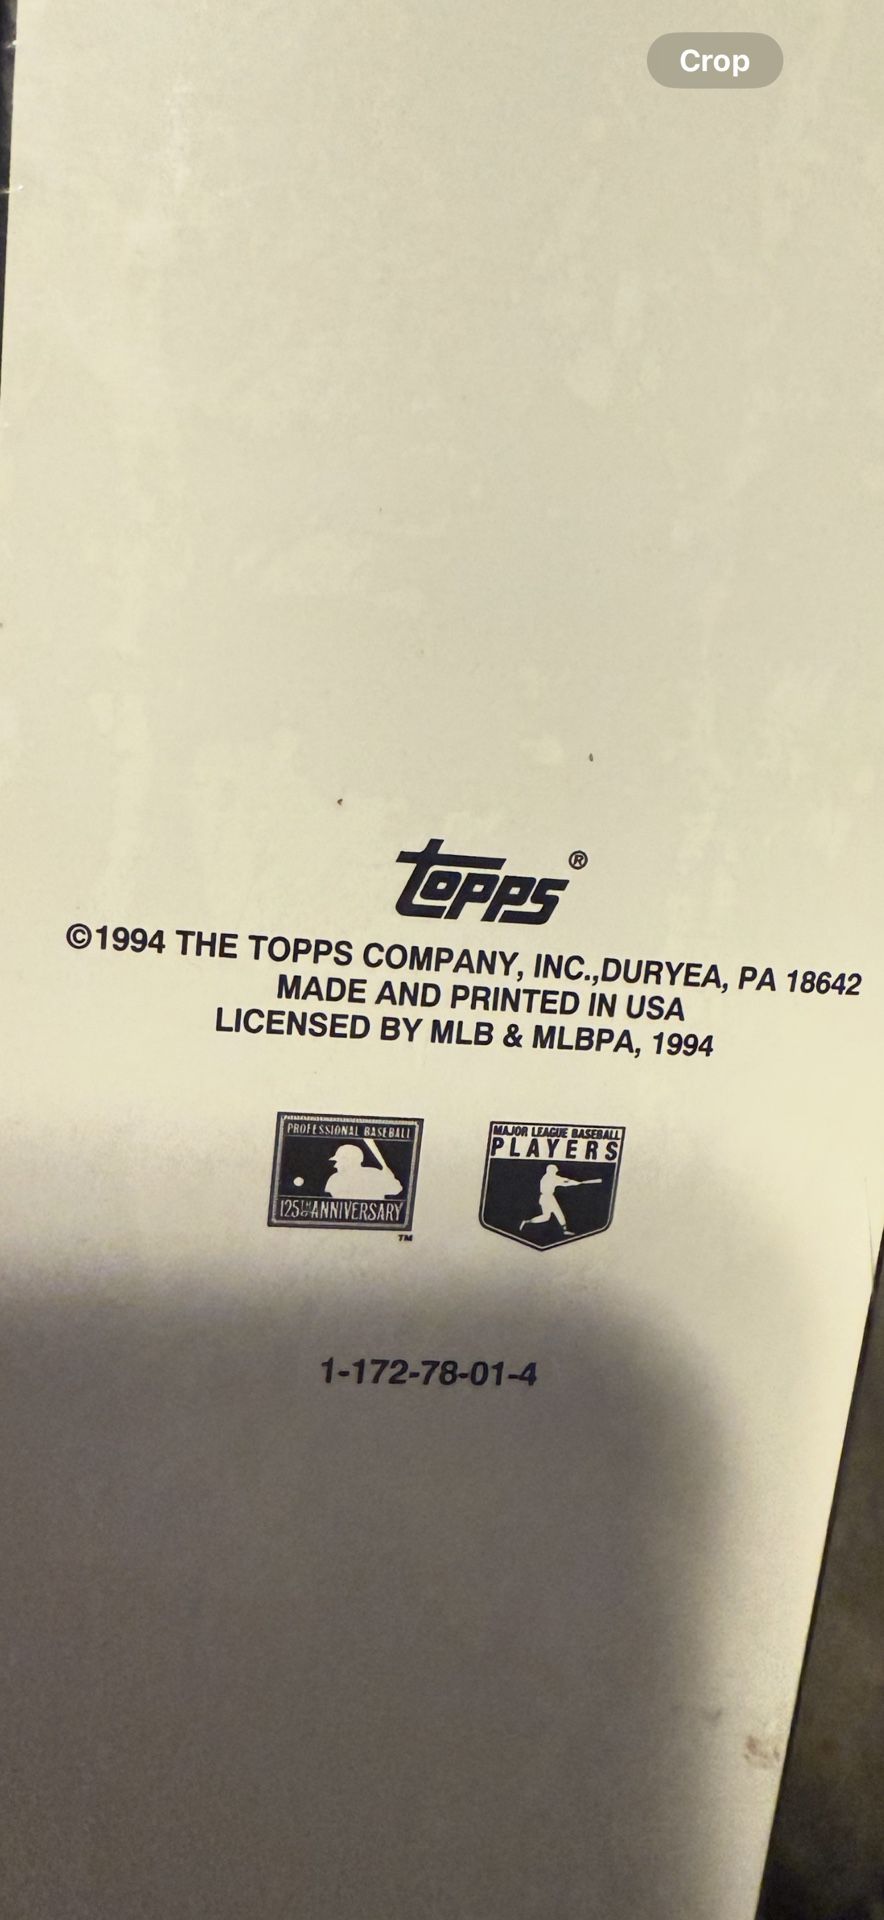 Crop
TOPPS ®
©1994 THE TOPPS COMPANY, INC.,DURYEA, PA 18642
MADE AND PRINTED IN USA
LICENSED BY MLB & MLBPA, 1994
PROFESSIONAL BASEBALL
125TH ANNIVERSARY
TM
MAJOR LEAGUE BASEBALL
PLAYERS
1-172-78-01-4